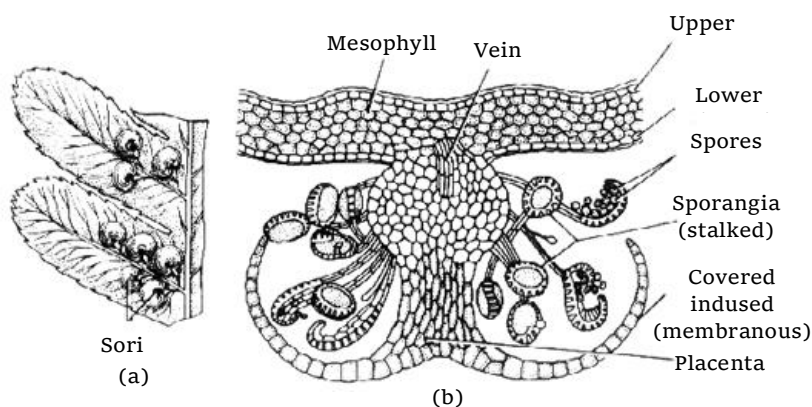 Upper
Mesophyll
Vein
Lower
Spores
Sporangia
(stalked)
Covered
indused
(membranous)
Placenta
Sori
(a)
(b)